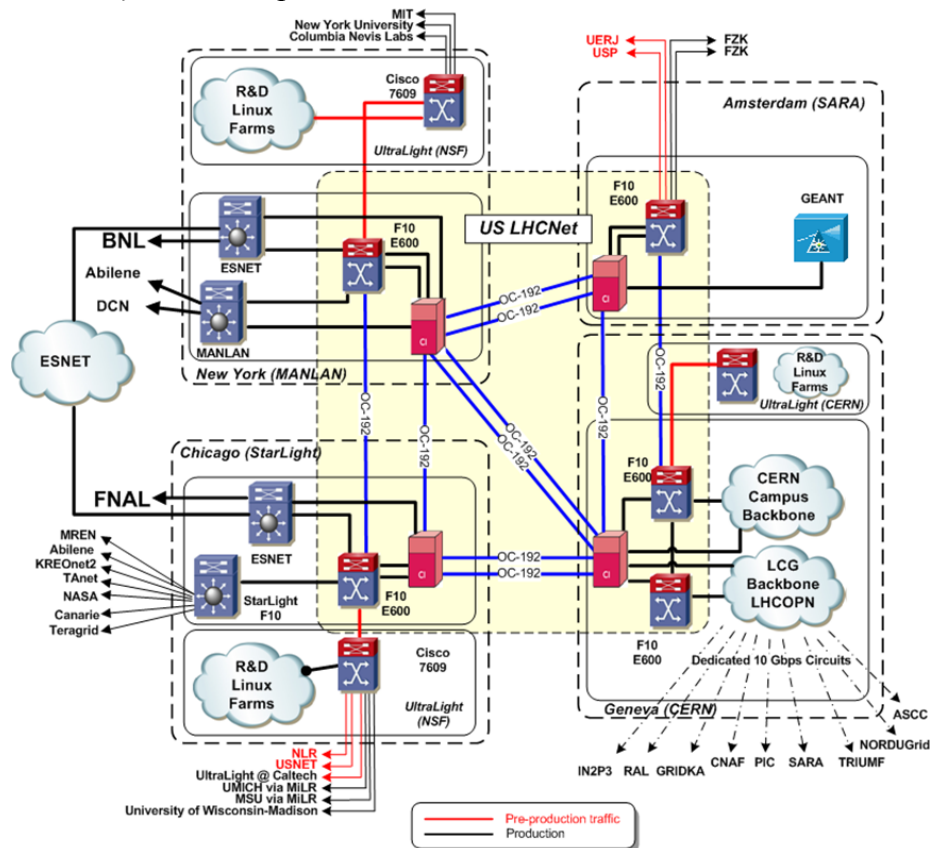 MIT
New York University
Columbia Nevis Labs
UERJ
USP
FZK
FZK
Cisco
7609
R&D
Linux
Farms
UltraLight (NSF)
Amsterdam (SARA)
F10
E600
GEANT
US LHCNet
F10
E600
BNL
ESNET
Abilene
DCN
MANLAN
CI
CI
OC-192
OC-192
New York (MANLAN)
ESNET
OC-192
OC-192
OC-192
OC-192
OC-192
OC-192
R&D
Linux
Farms
UltraLight (CERN)
Chicago (StarLight)
FNAL
ESNET
F10
E600
CERN
Campus
Backbone
MREN
Abilene
KREOnet2
TAnet
NASA
Canarie
Teragrid
StarLight
F10
CI
F10
E600
OC-192
OC-192
CI
LCG
Backbone
LHCOPN
F10
E600
Dedicated 10 Gbps Circuits
R&D
Linux
Farms
Cisco
7609
UltraLight
(NSF)
Geneva (CERN)
ASCC
NORDUGrid
TRIUMF
SARA
PIC
CNAF
GRIDKA
RAL
IN2P3
NLR
USNET
UltraLight @ Caltech
UMICH via MiLR
MSU via MiLR
University of Wisconsin-Madison
Pre-production traffic
Production